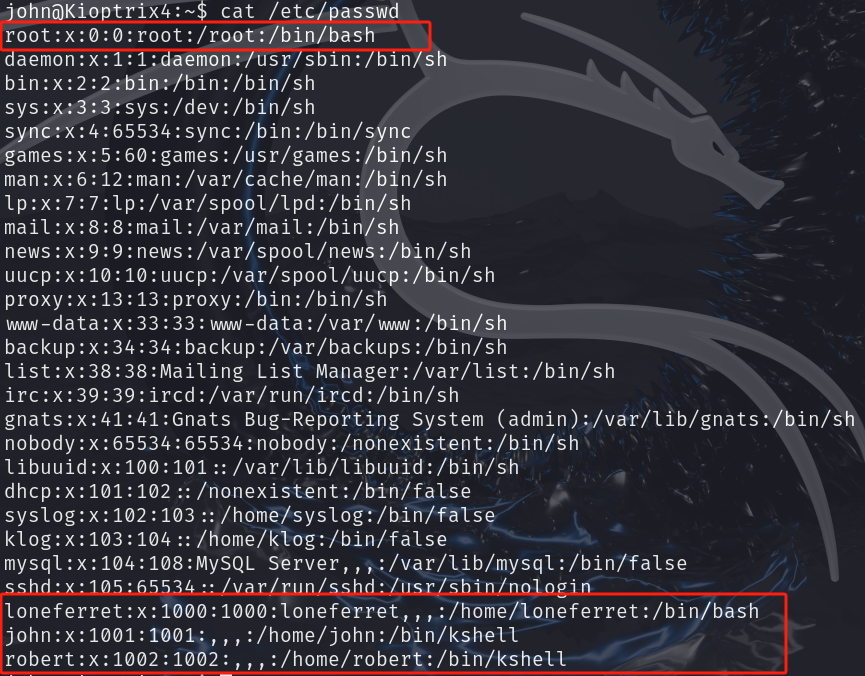 john@Kioptrix4:~$ cat /etc/passwd
root:x:0:0:root:/root:/bin/bash
daemon:x:1:1:daemon:/usr/sbin:/bin/sh
bin:x:2:2:bin:/bin:/bin/sh
sys:x:3:3:sys:/dev:/bin/sh
sync:x:4:65534:sync:/bin:/bin/sync
games:x:5:60:games:/usr/games:/bin/sh
man:x:6:12:man:/var/cache/man:/bin/sh
lp:x:7:7:lp:/var/spool/lpd:/bin/sh
mail:x:8:8:mail:/var/mail:/bin/sh
news:x:9:9:news:/var/spool/news:/bin/sh
uucp:x:10:10:uucp:/var/spool/uucp:/bin/sh
proxy:x:13:13:proxy:/bin:/bin/sh
www-data:x:33:33:www-data:/var/www:/bin/sh
backup:x:34:34:backup:/var/backups:/bin/sh
list:x:38:38:Mailing List Manager:/var/list:/bin/sh
irc:x:39:39:ircd:/var/run/ircd:/bin/sh
gnats:x:41:41:Gnats Bug-Reporting System (admin):/var/lib/gnats:/bin/sh
nobody:x:65534:65534:nobody:/nonexistent:/bin/sh
libuuid:x:100:101::/var/lib/libuuid:/bin/sh
dhcp:x:101:102::/nonexistent:/bin/false
syslog:x:102:103::/home/syslog:/bin/false
klog:x:103:104::/home/klog:/bin/false
mysql:x:104:108:MySQL Server,,,:/var/lib/mysql:/bin/false
sshd:x:105:65534::/var/run/sshd:/usr/sbin/nologin
loneferret:x:1000:1000:loneferret,,,:/home/loneferret:/bin/bash
john:x:1001:1001:,,,:/home/john:/bin/kshell
robert:x:1002:1002:,,,:/home/robert:/bin/kshell